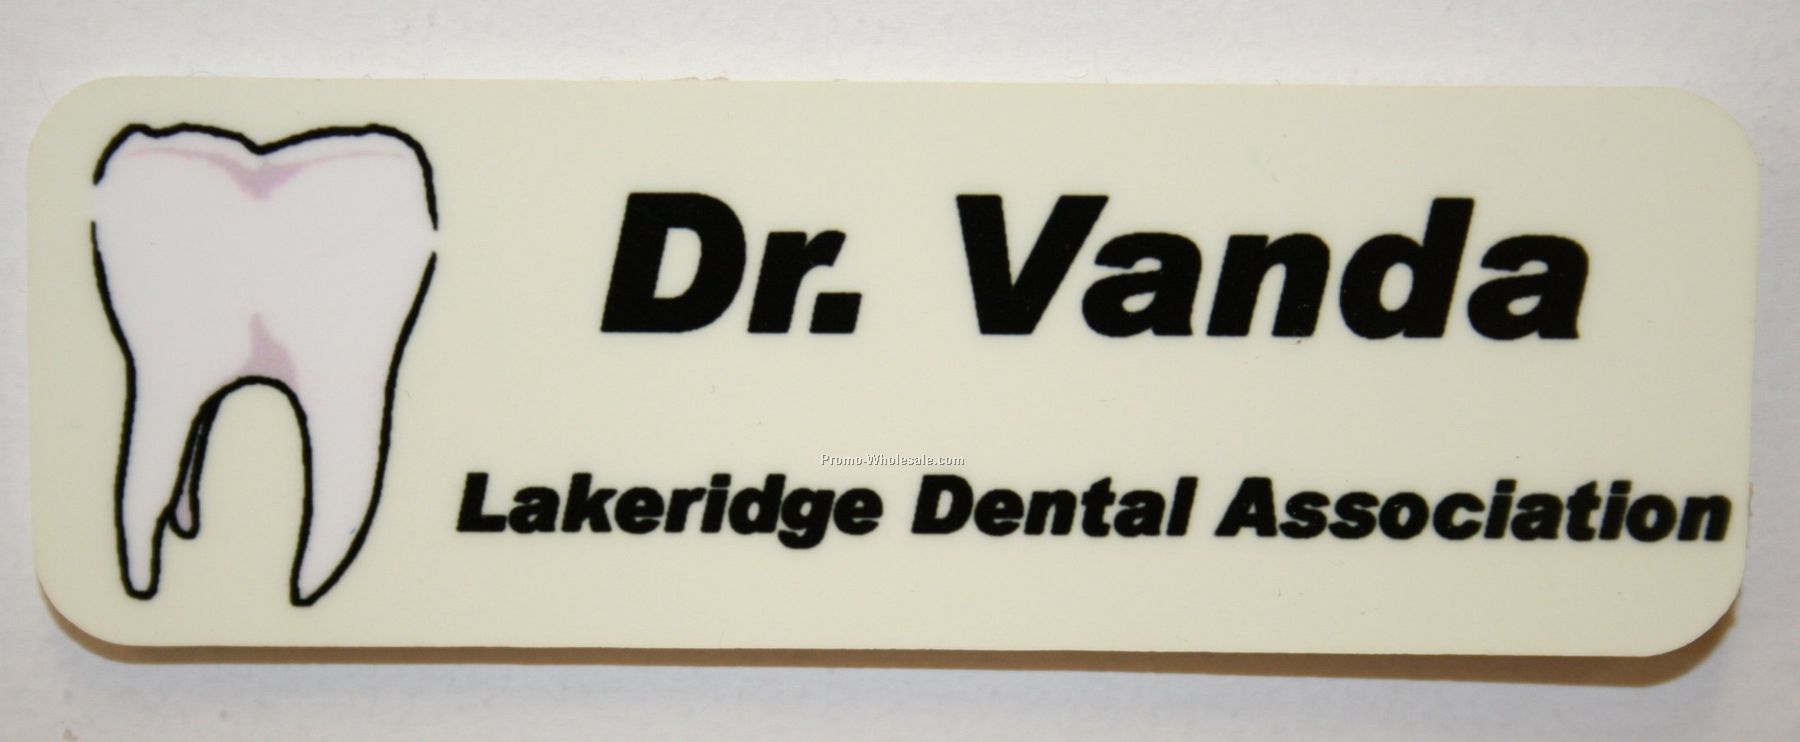 Dr. Vanda
Promo-Wholesale.com
Lakeridge Dental Association